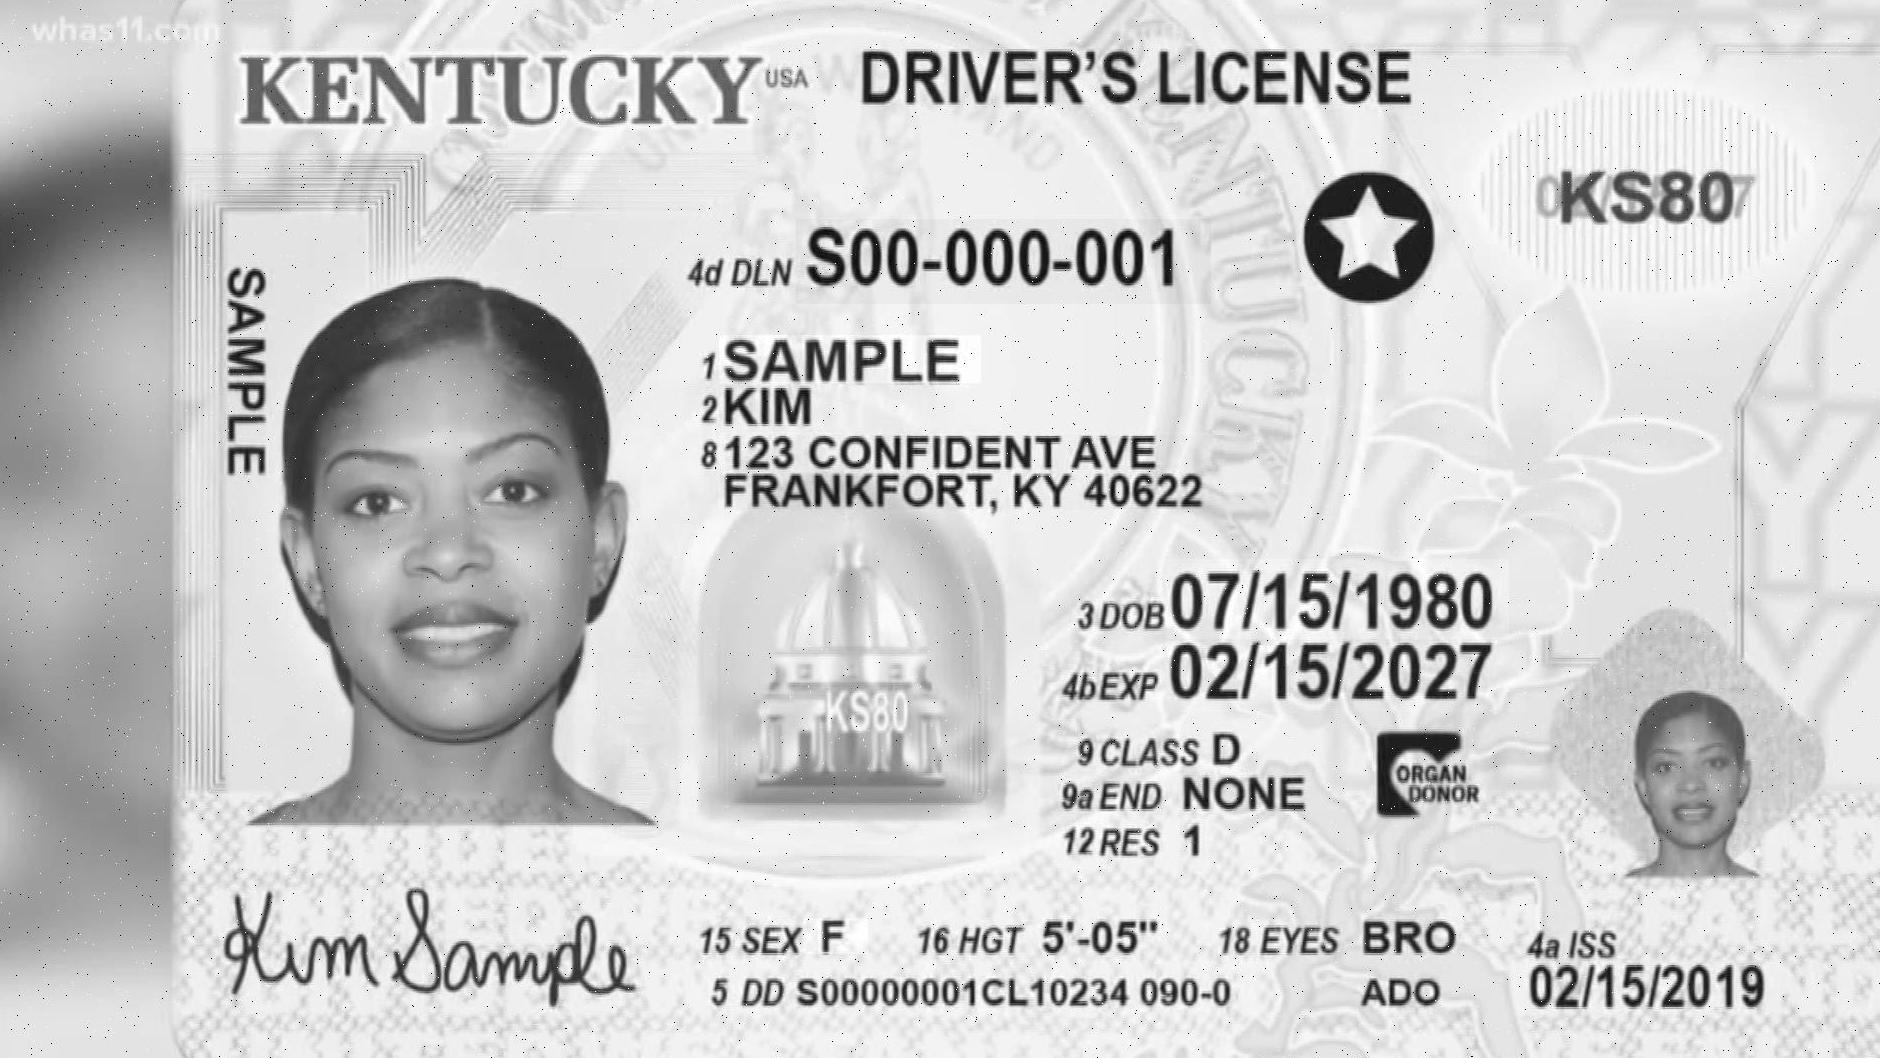 whas11.com
KENTUCKY USA DRIVER'S LICENSE
KS80
SAMPLE
4d DLN S00-000-001
1 SAMPLE
2 KIM
8 123 CONFIDENT AVE
FRANKFORT, KY 40622
KENTUCKY
3 DOB 07/15/1980
4b EXP 02/15/2027
KS80
9 CLASS D
9a END NONE
12 RES 1
ORGAN
DONOR
Kim Sample
15 SEX F 16 HGT 5'-05" 18 EYES BRO
4a ISS
02/15/2019
5 DD S00000001CL10234 090-0 ADO